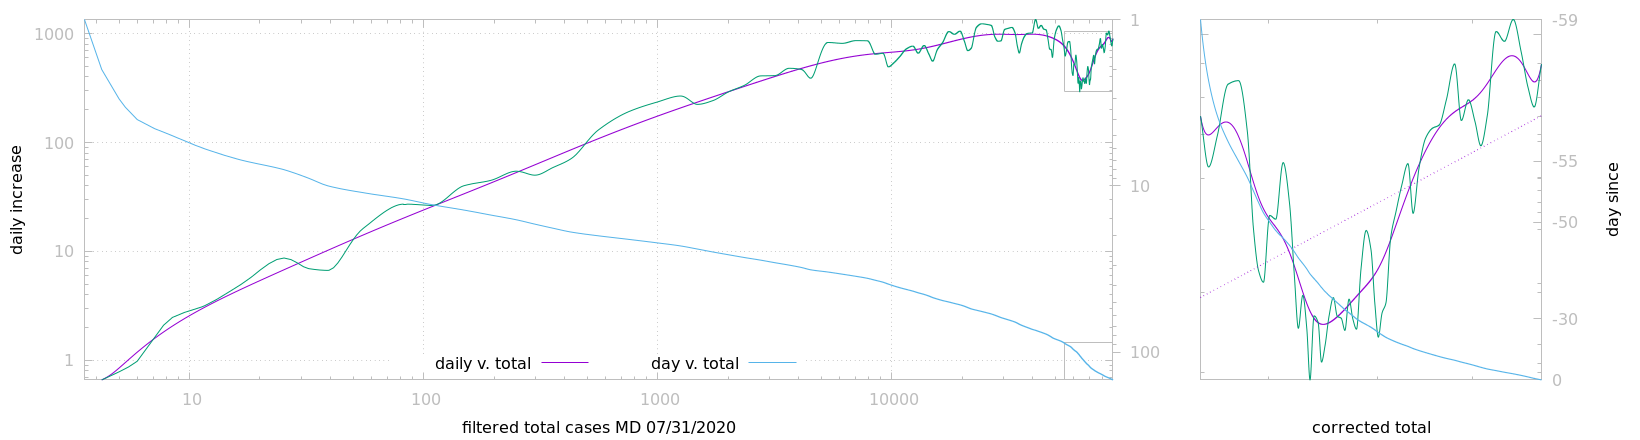 1000
100
10
1
daily increase
daily v. total
day v. total
10
100
1000
10000
filtered total cases MD 07/31/2020
1
10
100
-59
-55
-50
-30
0
day since
corrected total